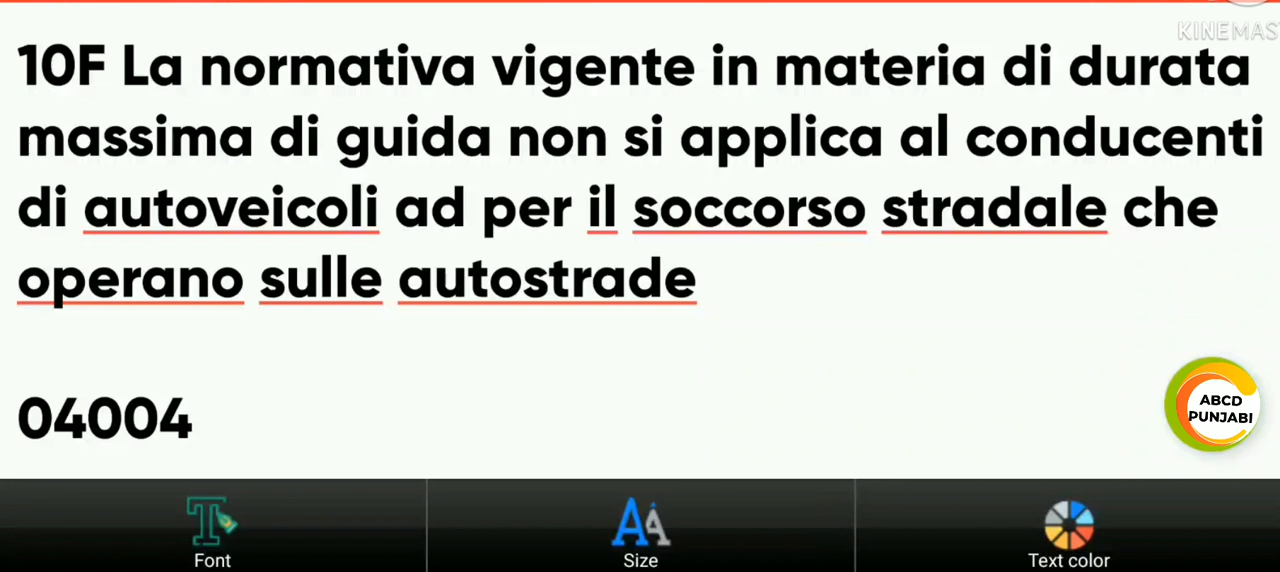 KINEMAS
10F La normativa vigente in materia di durata
massima di guida non si applica al conducenti
di autoveicoli ad per il soccorso stradale che
operano sulle autostrade
04004
ABCD
PUNJABI
Font
Size
Text color